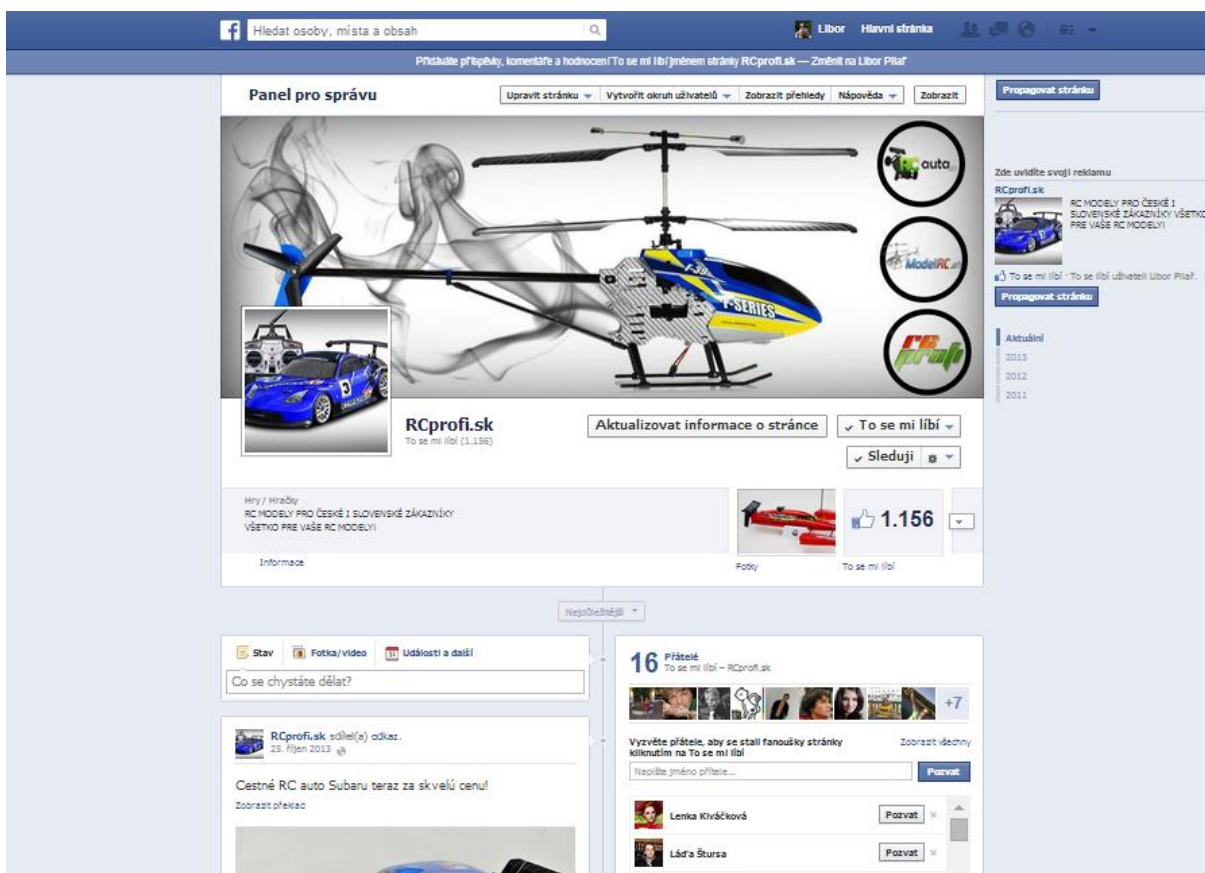 Hledat osoby, místa a obsah
Libor Hlavní stránka
Přidáváte příspěvky, komentáře a hodnocení To se mi líbí jménem stránky RCprofi.sk — Změnit na Libor Pilař
Panel pro správu
Upravit stránku Vytvořit okruh uživatelů Zobrazit přehledy Nápověda Zobrazit
Propagovat stránku
RC auto
ModelRC
rc profi
F-39
F-SERIES
3
Zde uvidíte svoji reklamu
RCprofi.sk
RC MODELY PRO ČESKÉ I
SLOVENSKÉ ZÁKAZNÍKY VŠETKO
PRE VAŠE RC MODELY!
To se mi líbí · To se líbí uživateli Libor Pilař.
Propagovat stránku
Aktuální
2013
2012
2011
RCprofi.sk
To se mi líbí (1.156)
Aktualizovat informace o stránce
To se mi líbí
Sleduji
Hry / Hračky
RC MODELY PRO ČESKÉ I SLOVENSKÉ ZÁKAZNÍKY
VŠETKO PRE VAŠE RC MODELY!
Informace
1.156
Fotky
To se mi líbí
Nejdůležitější
Stav Fotka/video 31 Události a další
Co se chystáte dělat?
RCprofi.sk sdílel(a) odkaz.
25. říjen 2013
Cestné RC auto Subaru teraz za skvelú cenu!
Zobrazit překlad
16 Přátelé
To se mi líbí – RCprofi.sk
+7
Vyzvěte přátele, aby se stali fanoušky stránky
kliknutím na To se mi líbí
Zobrazit všechny
Napište jméno přítele...
Pozvat
Lenka Klváčková Pozvat
Láďa Štursa Pozvat